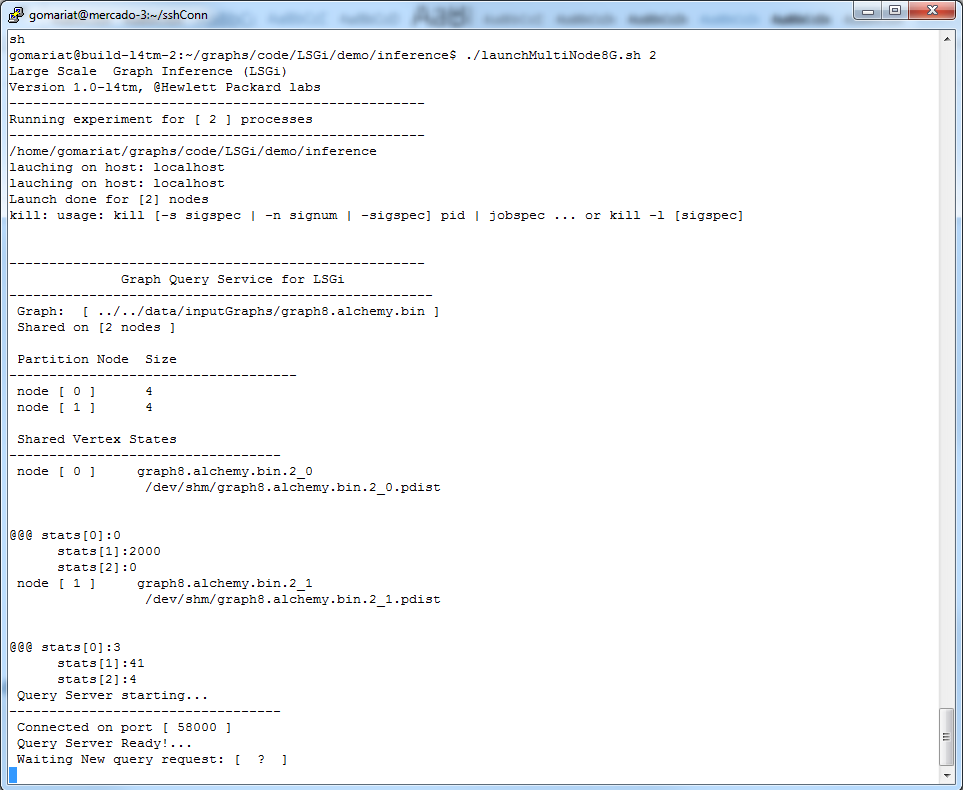 gomariat@mercado-3:~/sshConn
sh
gomariat@build-l4tm-2:~/graphs/code/LSGi/demo/inference$ ./launchMultiNode8G.sh 2
Large Scale  Graph Inference (LSGi)
Version 1.0-l4tm, @Hewlett Packard labs
----------------------------------------------------
Running experiment for [ 2 ] processes
----------------------------------------------------
/home/gomariat/graphs/code/LSGi/demo/inference
lauching on host: localhost
lauching on host: localhost
Launch done for [2] nodes
kill: usage: kill [-s sigspec | -n signum | -sigspec] pid | jobspec ... or kill -l [sigspec]
----------------------------------------------------
Graph Query Service for LSGi
-----------------------------------------------------
Graph:  [ ../../data/inputGraphs/graph8.alchemy.bin ]
Shared on [2 nodes ]
Partition Node  Size
------------------------------------
node [ 0 ]      4
node [ 1 ]      4
Shared Vertex States
----------------------------------
node [ 0 ]     graph8.alchemy.bin.2_0
/dev/shm/graph8.alchemy.bin.2_0.pdist
@@@ stats[0]:0
stats[1]:2000
stats[2]:0
node [ 1 ]     graph8.alchemy.bin.2_1
/dev/shm/graph8.alchemy.bin.2_1.pdist
@@@ stats[0]:3
stats[1]:41
stats[2]:4
Query Server starting...
----------------------------------
Connected on port [ 58000 ]
Query Server Ready!...
Waiting New query request: [  ?  ]